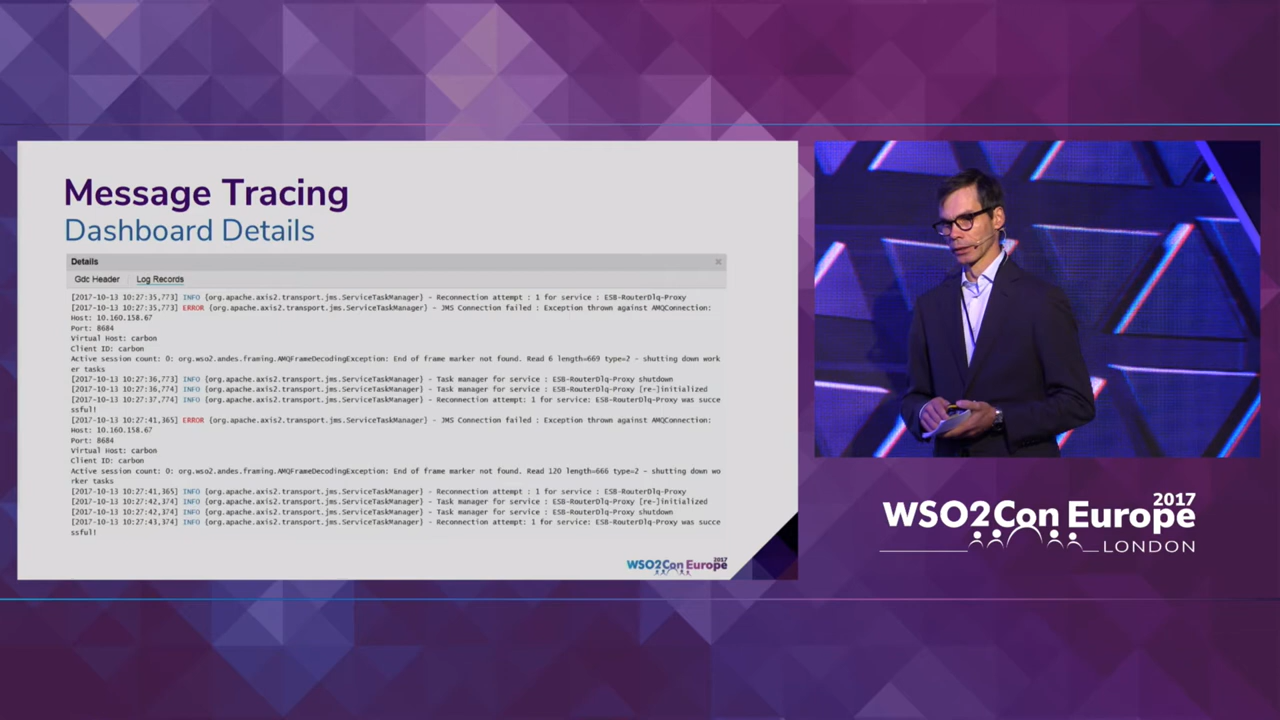 Message Tracing
Dashboard Details
Details
Gdc Header Log Records
[2017-10-13 10:27:35,773] INFO {org.apache.axis2.transport.jms.ServiceTaskManager} - Reconnection attempt : 1 for service : ESB-RouterDlq-Proxy
[2017-10-13 10:27:35,773] ERROR {org.apache.axis2.transport.jms.ServiceTaskManager} - JMS Connection failed : Exception thrown against AMQConnection:
Host: 10.160.158.67
Port: 8684
Virtual Host: carbon
Client ID: carbon
Active session count: 0: org.wso2.andes.framing.AMQFrameDecodingException: End of frame marker not found. Read 6 length=669 type=2 - shutting down work
er tasks
[2017-10-13 10:27:36,773] INFO {org.apache.axis2.transport.jms.ServiceTaskManager} - Task manager for service : ESB-RouterDlq-Proxy shutdown
[2017-10-13 10:27:36,774] INFO {org.apache.axis2.transport.jms.ServiceTaskManager} - Task manager for service : ESB-RouterDlq-Proxy [re-]initialized
[2017-10-13 10:27:37,774] INFO {org.apache.axis2.transport.jms.ServiceTaskManager} - Reconnection attempt: 1 for service: ESB-RouterDlq-Proxy was succe
ssful!
[2017-10-13 10:27:41,365] ERROR {org.apache.axis2.transport.jms.ServiceTaskManager} - JMS Connection failed : Exception thrown against AMQConnection:
Host: 10.160.158.67
Port: 8684
Virtual Host: carbon
Client ID: carbon
Active session count: 0: org.wso2.andes.framing.AMQFrameDecodingException: End of frame marker not found. Read 120 length=666 type=2 - shutting down wo
rker tasks
[2017-10-13 10:27:41,365] INFO {org.apache.axis2.transport.jms.ServiceTaskManager} - Reconnection attempt : 1 for service : ESB-RouterDlq-Proxy
[2017-10-13 10:27:42,374] INFO {org.apache.axis2.transport.jms.ServiceTaskManager} - Task manager for service : ESB-RouterDlq-Proxy [re-]initialized
[2017-10-13 10:27:42,374] INFO {org.apache.axis2.transport.jms.ServiceTaskManager} - Task manager for service : ESB-RouterDlq-Proxy shutdown
[2017-10-13 10:27:43,374] INFO {org.apache.axis2.transport.jms.ServiceTaskManager} - Reconnection attempt: 1 for service: ESB-RouterDlq-Proxy was succe
ssful!
2017
WSO2Con Europe
2017
WSO2Con Europe
LONDON